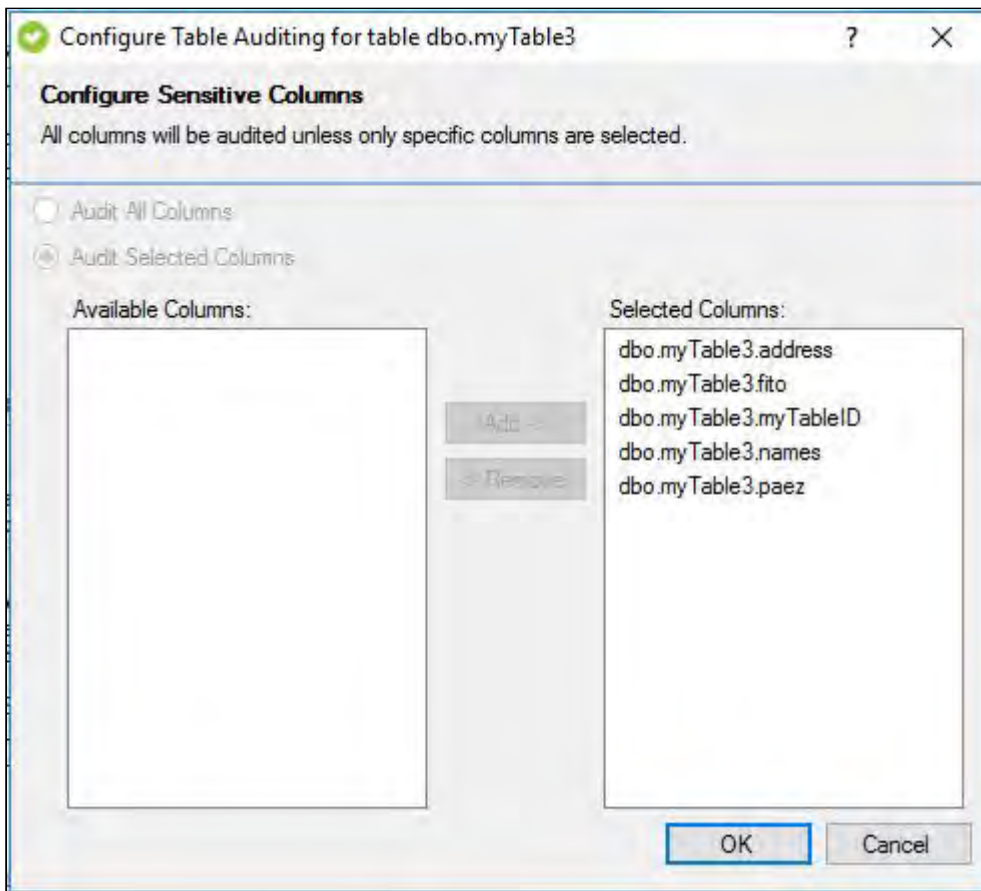 Configure Table Auditing for table dbo.myTable3 ?
Configure Sensitive Columns
All columns will be audited unless only specific columns are selected.
Audit All Columns
Audit Selected Columns
Available Columns:
Selected Columns:
dbo.myTable3.address
dbo.myTable3.fito
dbo.myTable3.myTableID
dbo.myTable3.names
dbo.myTable3.paez
Add ->
<- Remove
OK
Cancel